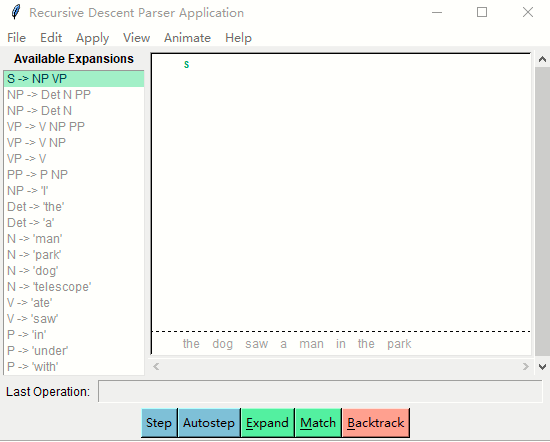 Recursive Descent Parser Application
File Edit Apply View Animate Help
Available Expansions
S -> NP VP
NP -> Det N PP
NP -> Det N
VP -> V NP PP
VP -> V NP
VP -> V
PP -> P NP
NP -> 'I'
Det -> 'the'
Det -> 'a'
N -> 'man'
N -> 'park'
N -> 'dog'
N -> 'telescope'
V -> 'ate'
V -> 'saw'
P -> 'in'
P -> 'under'
P -> 'with'
S
the dog saw a man in the park
Last Operation:
Step Autostep Expand Match Backtrack